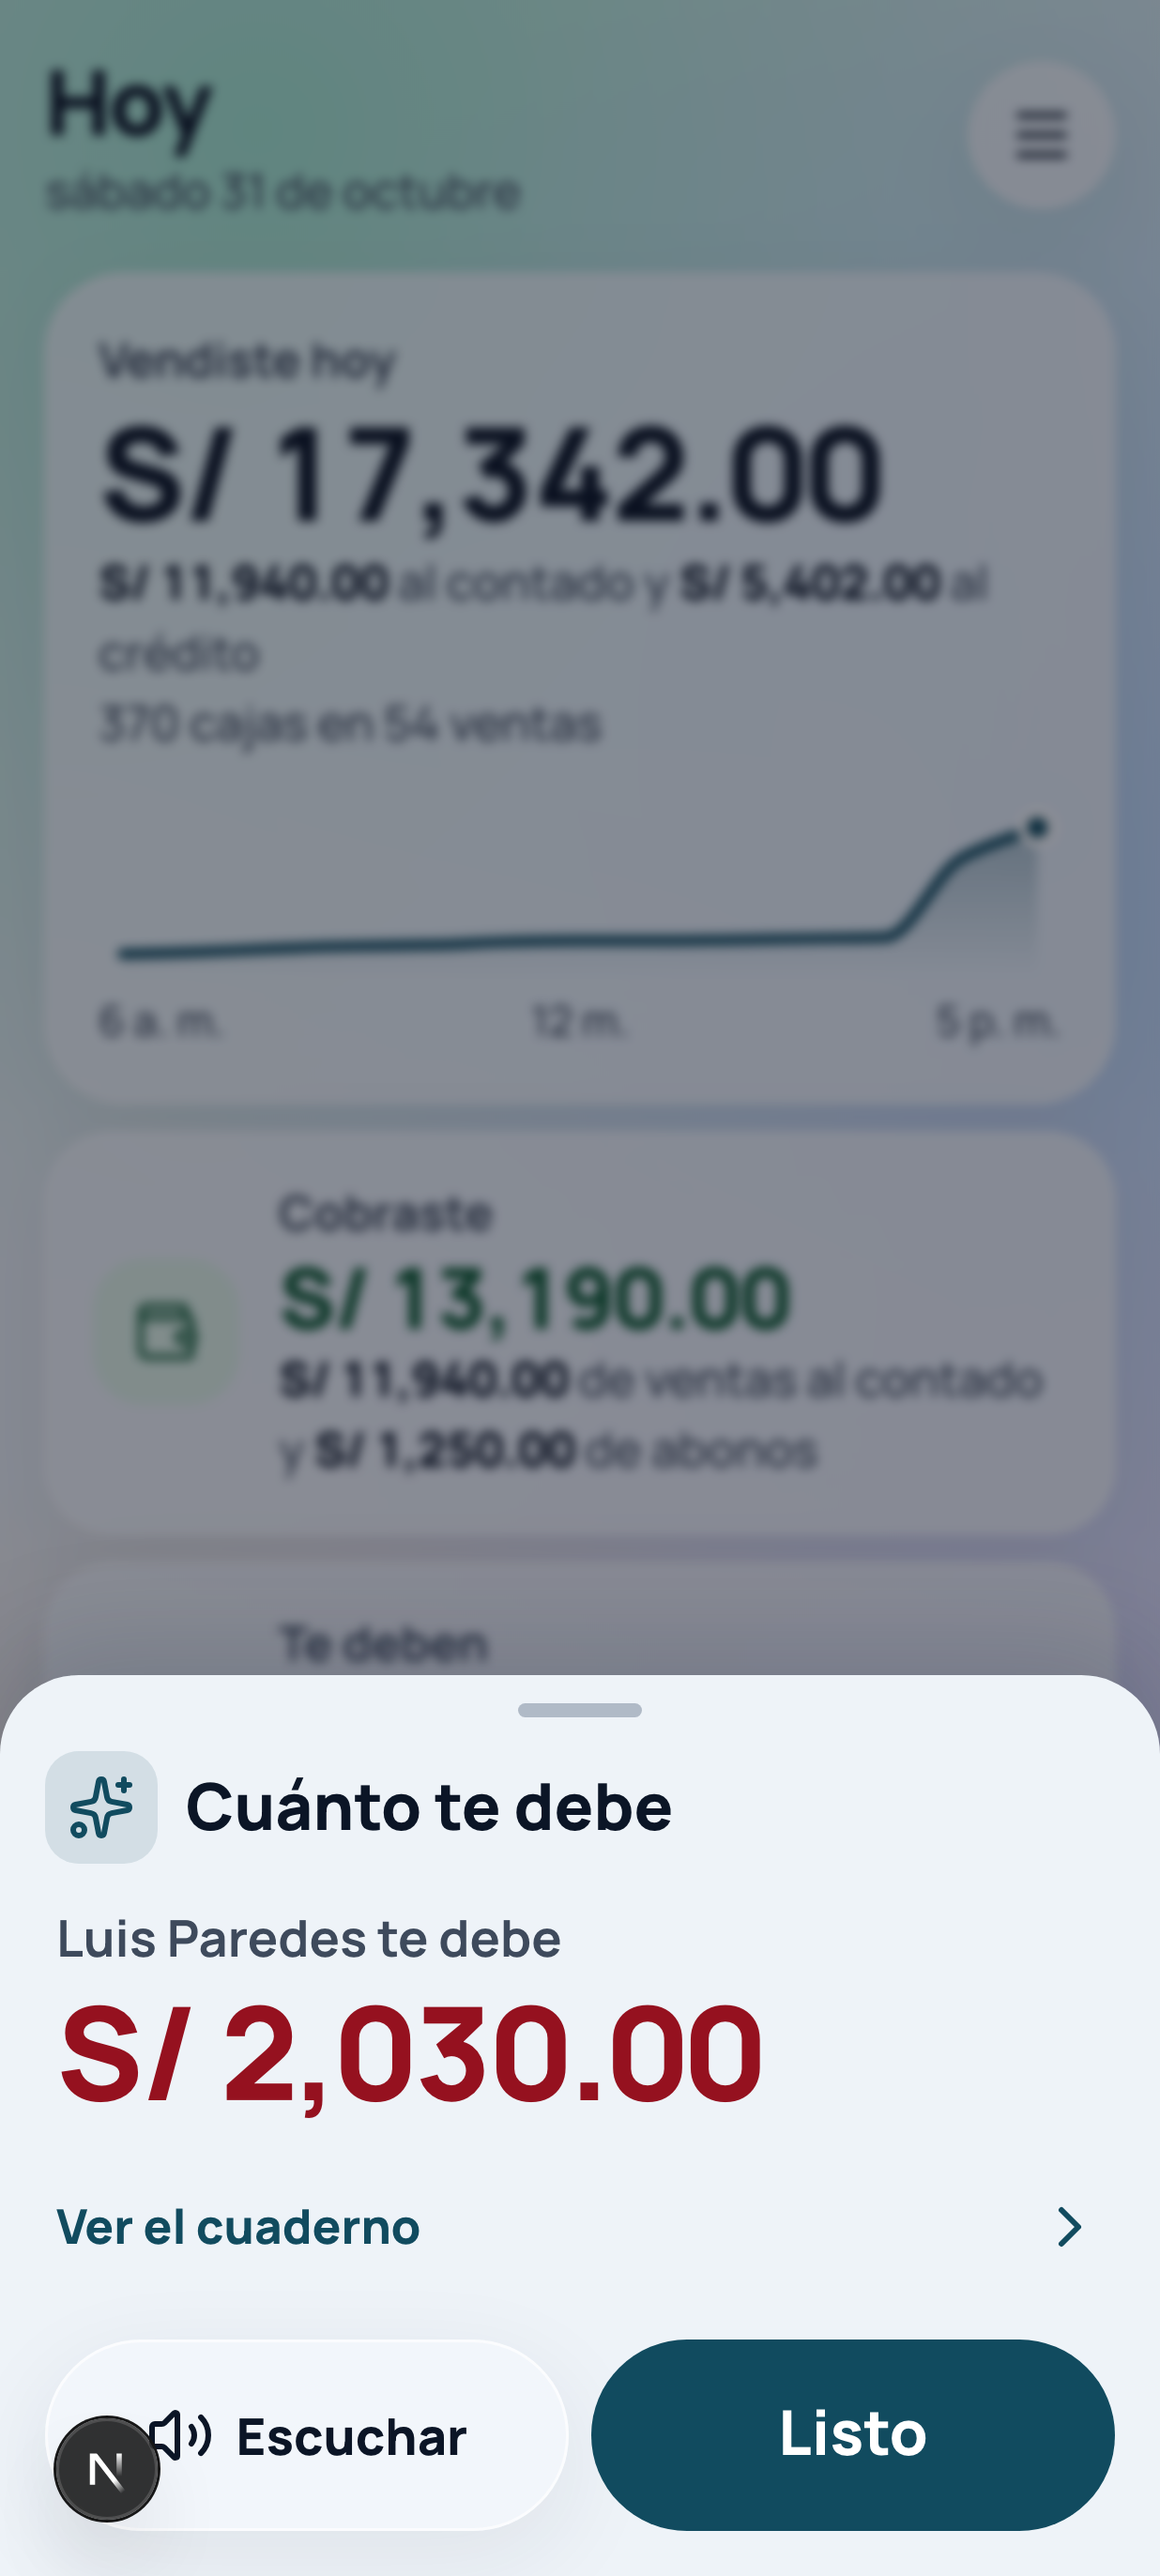 Hoy
sábado 31 de octubre
Vendiste hoy
S/ 17,342.00
S/ 11,940.00 al contado y S/ 5,402.00 al
crédito
370 cajas en 54 ventas
6 a. m. 12 m. 5 p. m.
Cobraste
S/ 13,190.00
S/ 11,940.00 de ventas al contado
y S/ 1,250.00 de abonos
Te deben
Cuánto te debe
Luis Paredes te debe
S/ 2,030.00
Ver el cuaderno
Escuchar
Listo
N